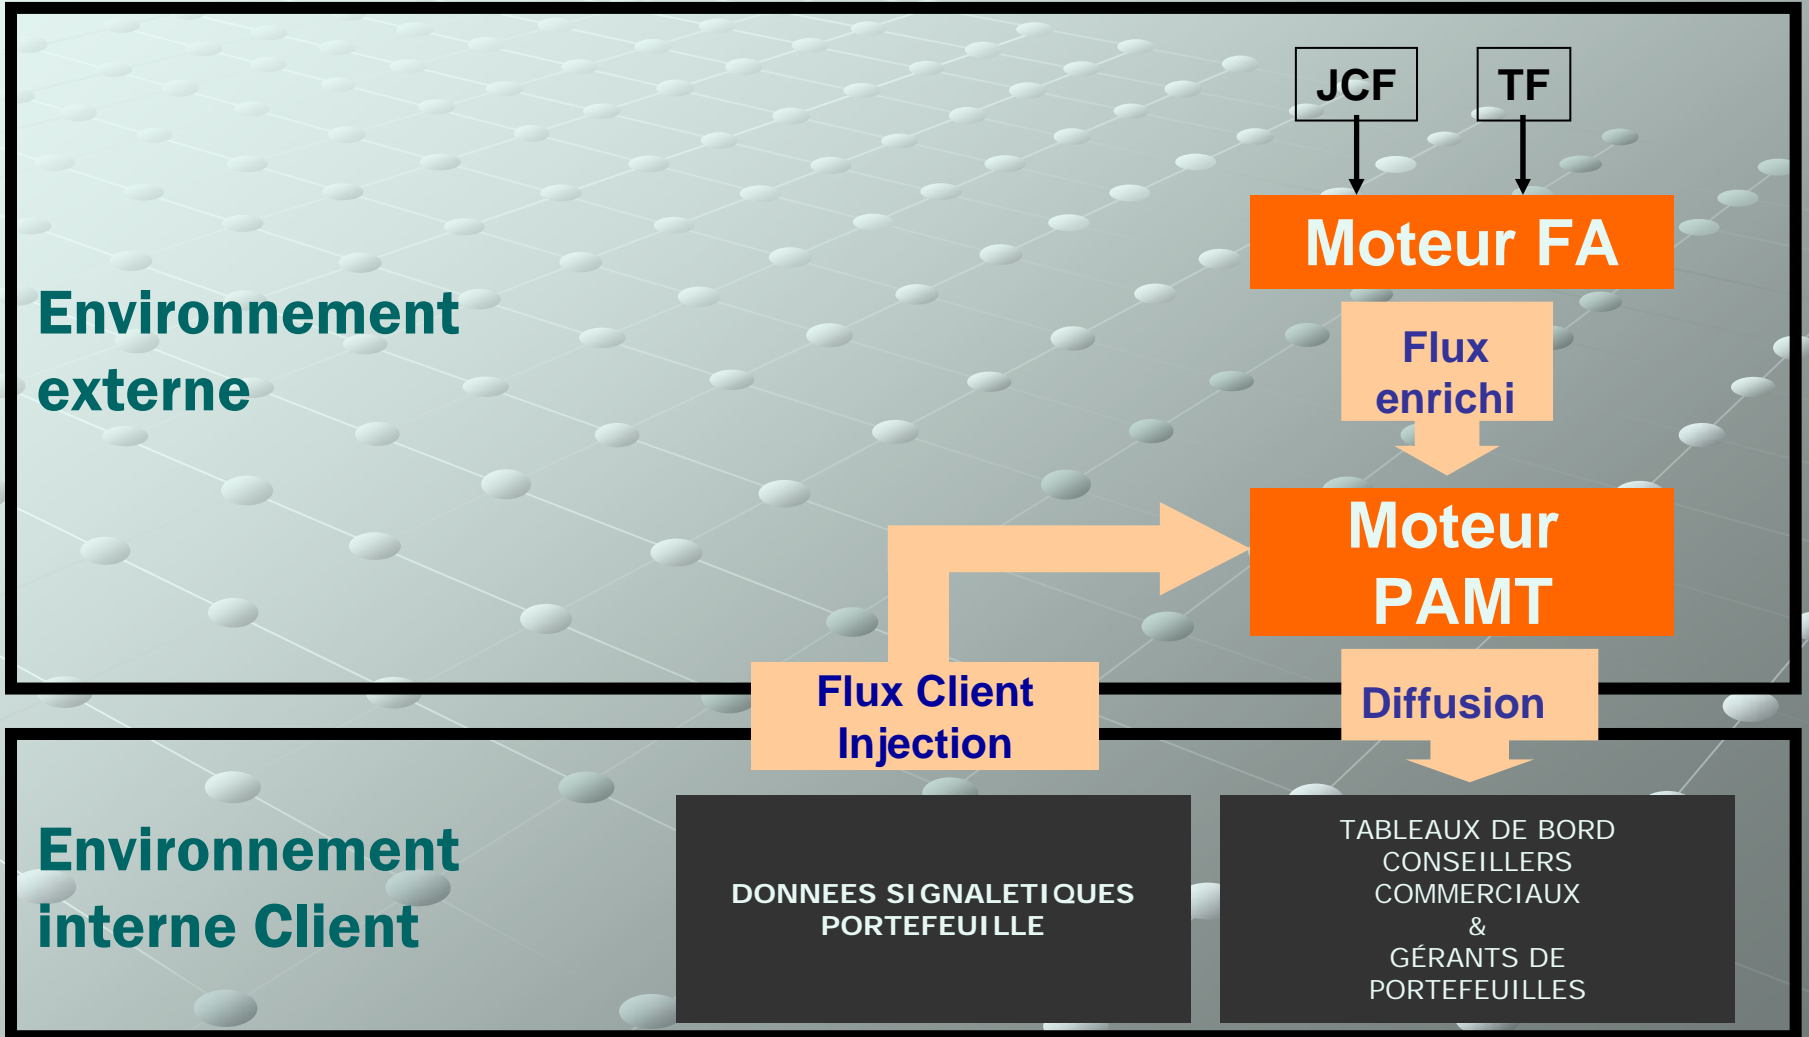 JCF
TF
Moteur FA
Environnement
externe
Flux
enrichi
Moteur
PAMT
Flux Client
Injection
Diffusion
Environnement
interne Client
DONNEES SIGNALETIQUES
PORTEFEUILLE
TABLEAUX DE BORD
CONSEILLERS
COMMERCIAUX
&
GÉRANTS DE
PORTEFEUILLES